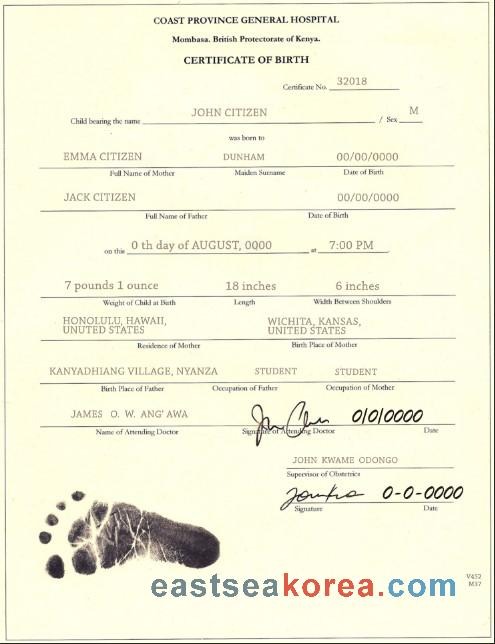 COAST PROVINCE GENERAL HOSPITAL
Mombasa. British Protectorate of Kenya.
CERTIFICATE OF BIRTH
Certificate No. 32018
Child bearing the name JOHN CITIZEN / Sex M
was born to
EMMA CITIZEN DUNHAM 00/00/0000
Full Name of Mother Maiden Surname Date of Birth
JACK CITIZEN 00/00/0000
Full Name of Father Date of Birth
on this 0 th day of AUGUST, 0000 at 7:00 PM
7 pounds 1 ounce 18 inches 6 inches
Weight of Child at Birth Length Width Between Shoulders
HONOLULU, HAWAII, WICHITA, KANSAS,
UNUTED STATES UNITED STATES
Residence of Mother Birth Place of Mother
KANYADHIANG VILLAGE, NYANZA STUDENT STUDENT
Birth Place of Father Occupation of Father Occupation of Mother
JAMES O. W. ANG'AWA 0/0/0000
Name of Attending Doctor Signature of Attending Doctor Date
JOHN KWAME ODONGO
Supervisor of Obstetrics
0-0-0000
Signature Date
V452
M37
eastseakorea.com